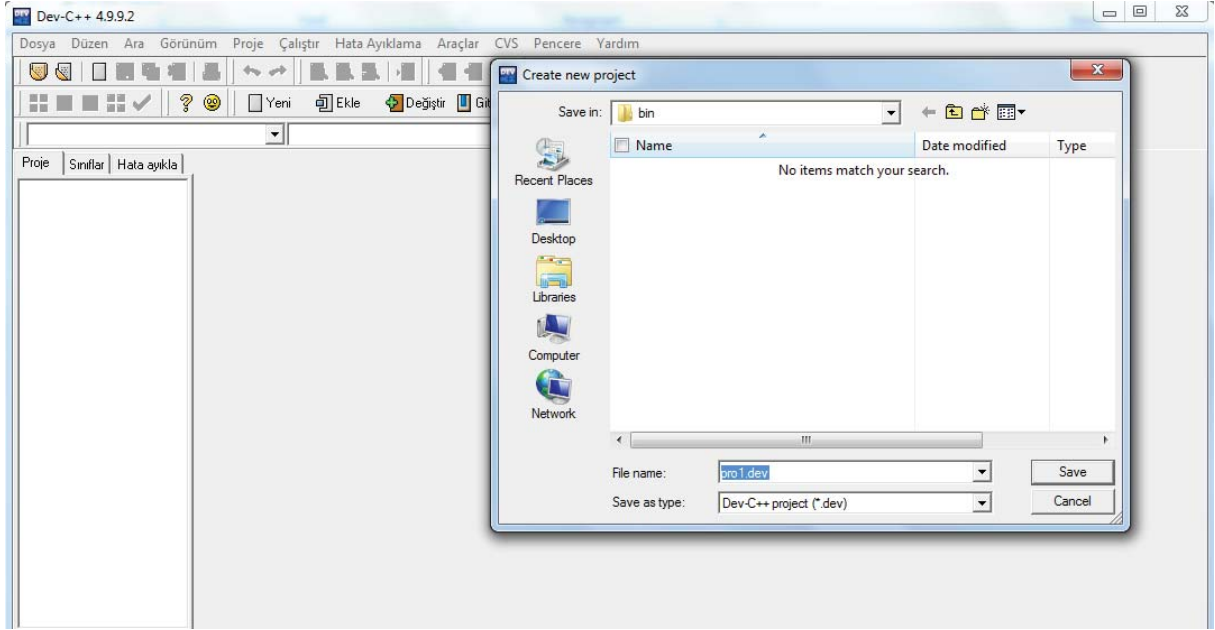 Dev-C++ 4.9.9.2
Dosya Düzen Ara Görünüm Proje Çalıştır Hata Ayıklama Araçlar CVS Pencere Yardım
Yeni Ekle Değiştir Git
Proje Sınıflar Hata ayıkla
Create new project
Save in: bin
Name Date modified Type
No items match your search.
Recent Places
Desktop
Libraries
Computer
Network
File name: pro1.dev Save
Save as type: Dev-C++ project (*.dev) Cancel